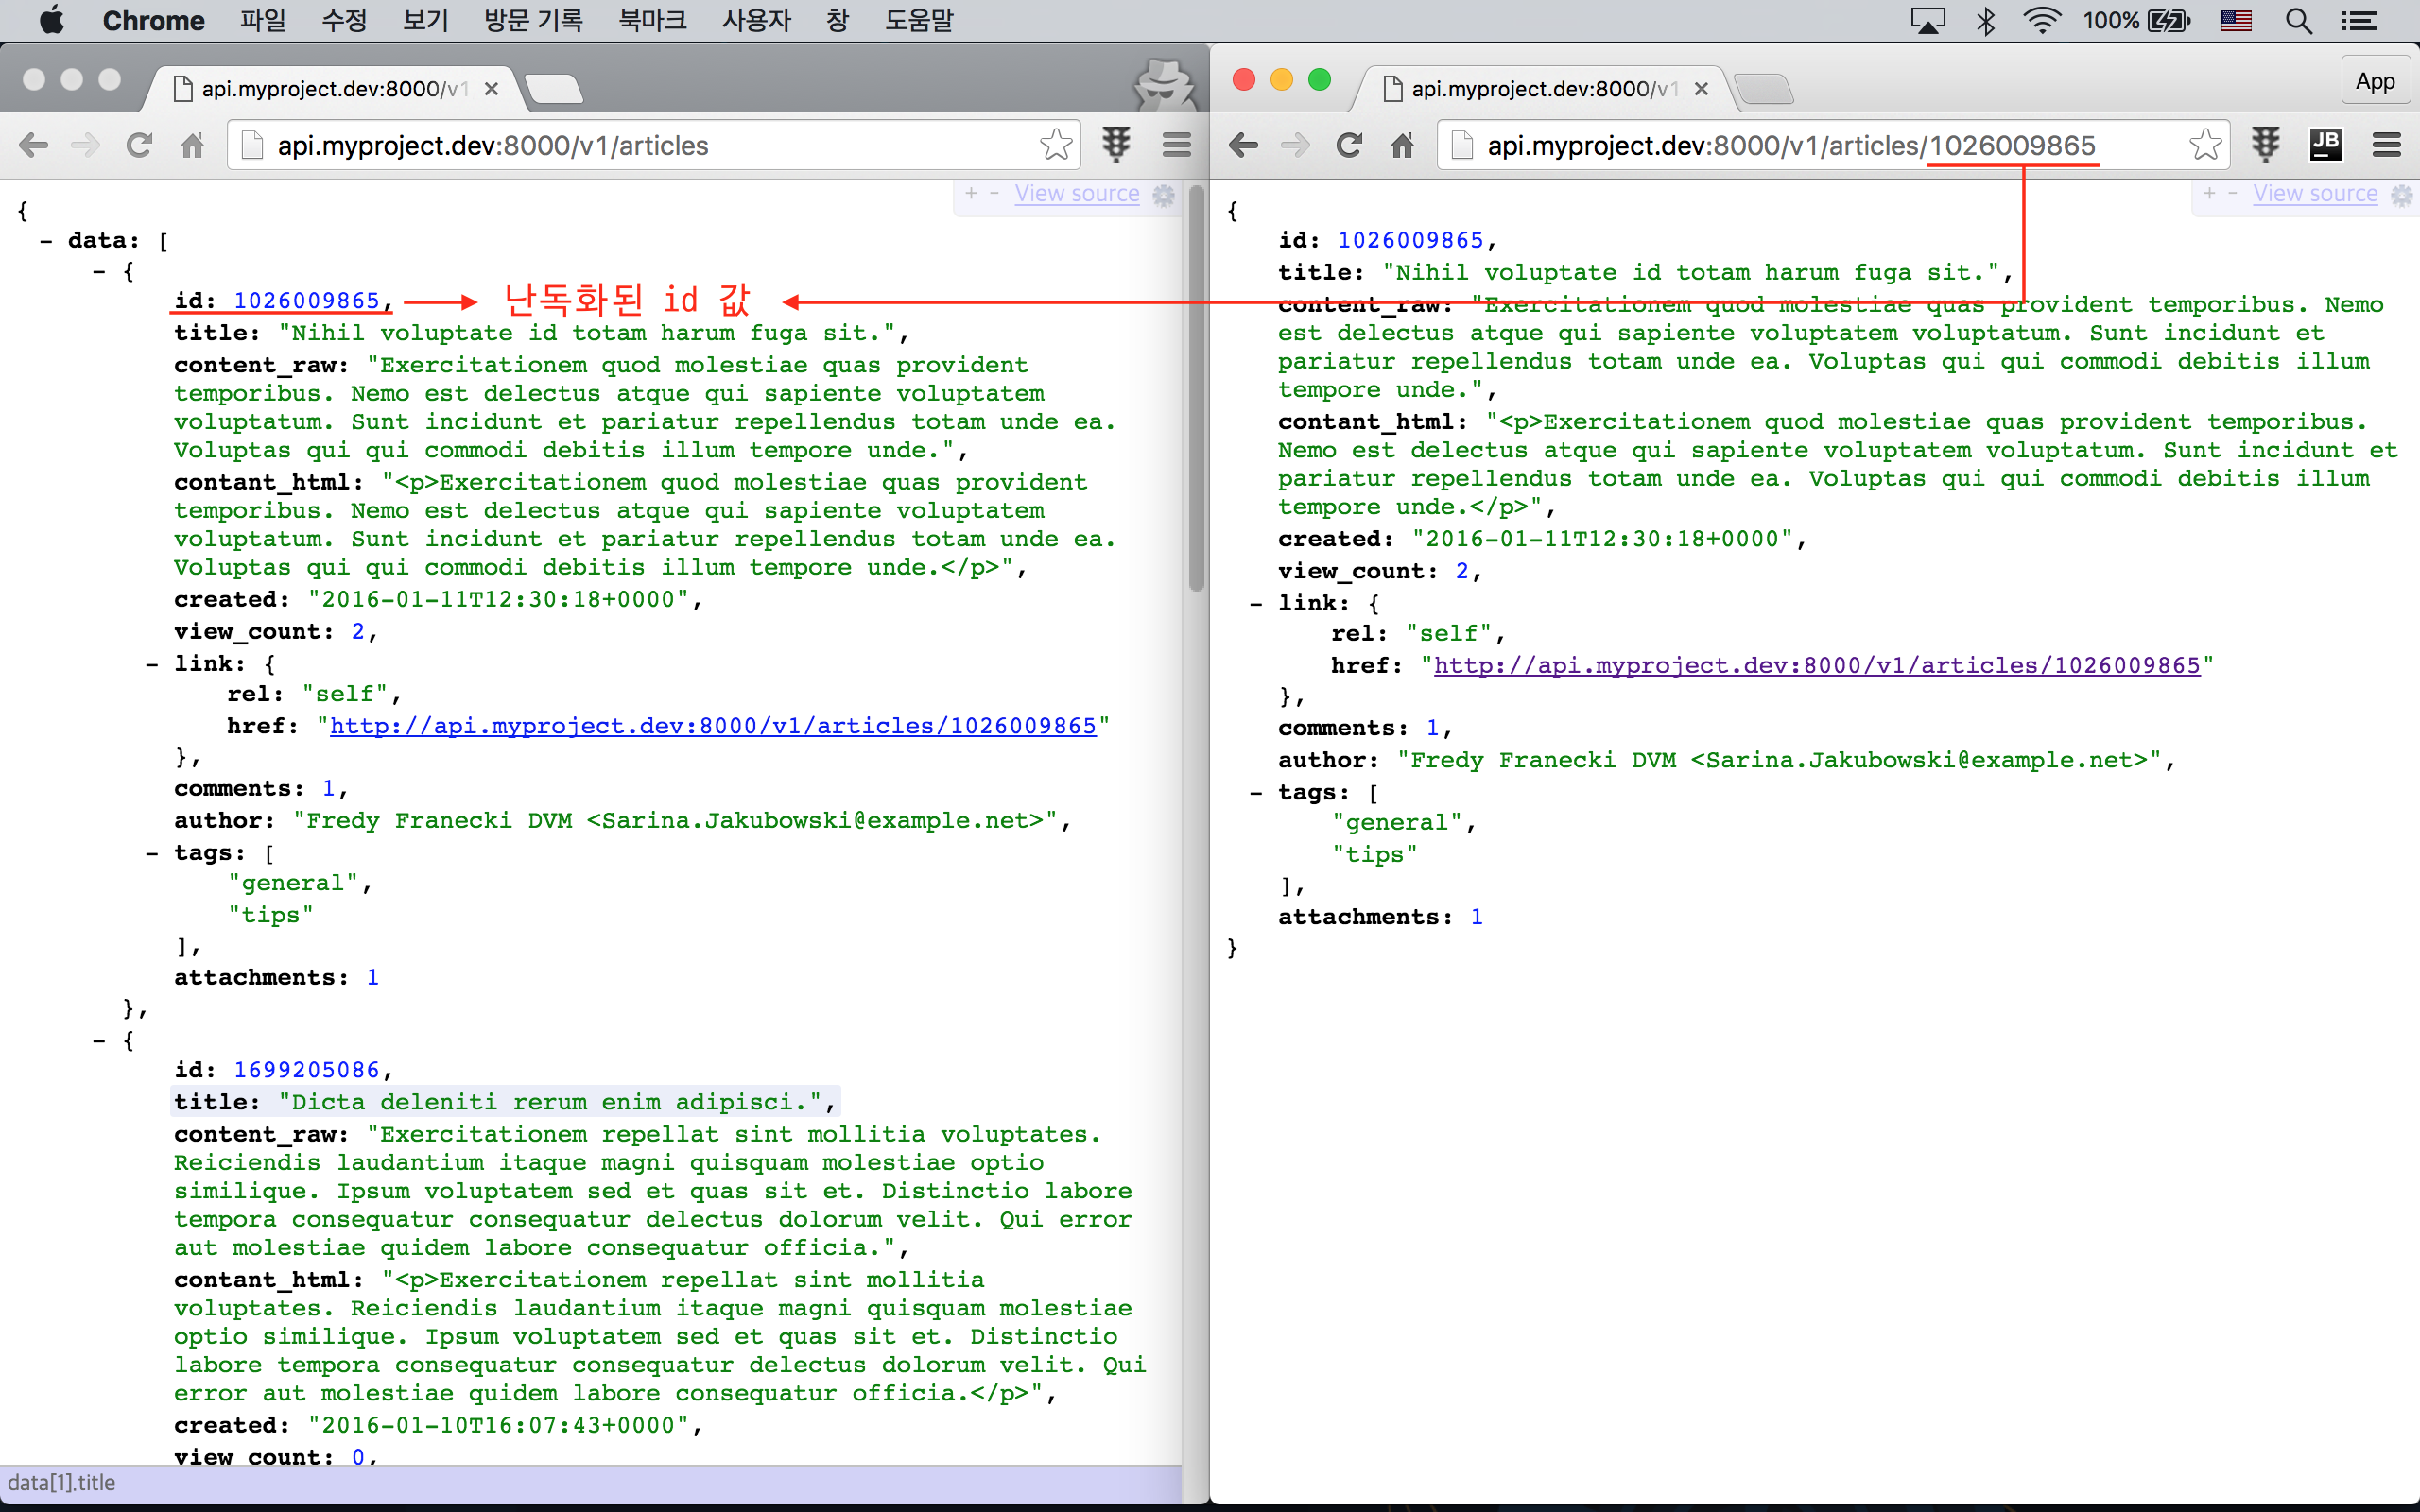 Chrome 파일 수정 보기 방문 기록 북마크 사용자 창 도움말 100%
api.myproject.dev:8000/v1
api.myproject.dev:8000/v1/articles
+ - View source
{
- data: [
- {
id: 1026009865, 난독화된 id 값
title: "Nihil voluptate id totam harum fuga sit.",
content_raw: "Exercitationem quod molestiae quas provident
temporibus. Nemo est delectus atque qui sapiente voluptatem
voluptatum. Sunt incidunt et pariatur repellendus totam unde ea.
Voluptas qui qui commodi debitis illum tempore unde.",
contant_html: "<p>Exercitationem quod molestiae quas provident
temporibus. Nemo est delectus atque qui sapiente voluptatem
voluptatum. Sunt incidunt et pariatur repellendus totam unde ea.
Voluptas qui qui commodi debitis illum tempore unde.</p>",
created: "2016-01-11T12:30:18+0000",
view_count: 2,
- link: {
rel: "self",
href: "http://api.myproject.dev:8000/v1/articles/1026009865"
},
comments: 1,
author: "Fredy Franecki DVM <Sarina.Jakubowski@example.net>",
- tags: [
"general",
"tips"
],
attachments: 1
},
- {
id: 1699205086,
title: "Dicta deleniti rerum enim adipisci.",
content_raw: "Exercitationem repellat sint mollitia voluptates.
Reiciendis laudantium itaque magni quisquam molestiae optio
similique. Ipsum voluptatem sed et quas sit et. Distinctio labore
tempora consequatur consequatur delectus dolorum velit. Qui error
aut molestiae quidem labore consequatur officia.",
contant_html: "<p>Exercitationem repellat sint mollitia
voluptates. Reiciendis laudantium itaque magni quisquam molestiae
optio similique. Ipsum voluptatem sed et quas sit et. Distinctio
labore tempora consequatur consequatur delectus dolorum velit. Qui
error aut molestiae quidem labore consequatur officia.</p>",
created: "2016-01-10T16:07:43+0000",
view_count: 0,
data[1].title
api.myproject.dev:8000/v1
App
api.myproject.dev:8000/v1/articles/1026009865
JB
+ - View source
{
id: 1026009865,
title: "Nihil voluptate id totam harum fuga sit.",
content_raw: "Exercitationem quod molestiae quas provident temporibus. Nemo
est delectus atque qui sapiente voluptatem voluptatum. Sunt incidunt et
pariatur repellendus totam unde ea. Voluptas qui qui commodi debitis illum
tempore unde.",
contant_html: "<p>Exercitationem quod molestiae quas provident temporibus.
Nemo est delectus atque qui sapiente voluptatem voluptatum. Sunt incidunt et
pariatur repellendus totam unde ea. Voluptas qui qui commodi debitis illum
tempore unde.</p>",
created: "2016-01-11T12:30:18+0000",
view_count: 2,
- link: {
rel: "self",
href: "http://api.myproject.dev:8000/v1/articles/1026009865"
},
comments: 1,
author: "Fredy Franecki DVM <Sarina.Jakubowski@example.net>",
- tags: [
"general",
"tips"
],
attachments: 1
}